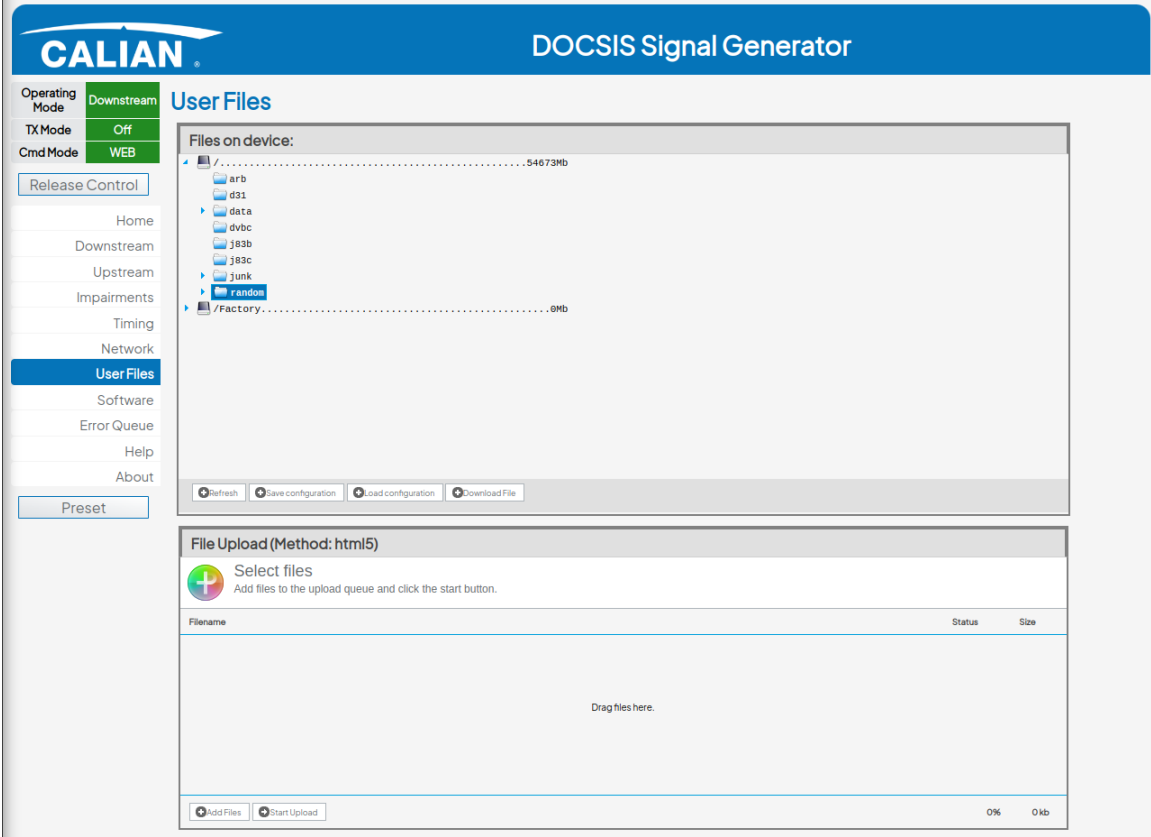 CALIAN
DOCSIS Signal Generator
Operating Mode Downstream
TX Mode Off
Cmd Mode WEB
Release Control
Home
Downstream
Upstream
Impairments
Timing
Network
User Files
Software
Error Queue
Help
About
Preset
User Files
Files on device:
/....................................................54673Mb
arb
d31
data
dvbc
j83b
j83c
junk
random
/Factory.................................................0Mb
Refresh Save configuration Load configuration Download File
File Upload (Method: html5)
Select files
Add files to the upload queue and click the start button.
Filename Status Size
Drag files here.
Add Files Start Upload 0% 0 kb